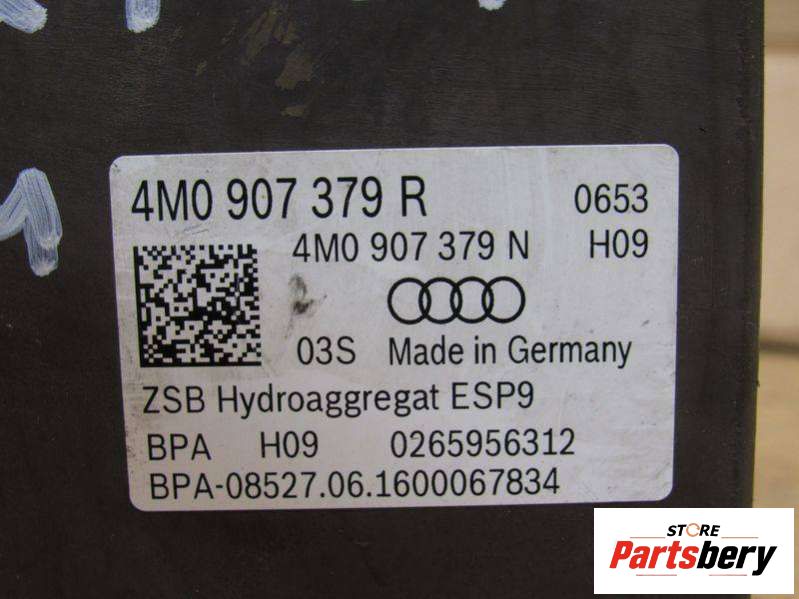 4M0 907 379 R 0653
4M0 907 379 N H09
03S Made in Germany
ZSB Hydroaggregat ESP9
BPA H09 0265956312
BPA-08527.06.1600067834
STORE
Partsbery